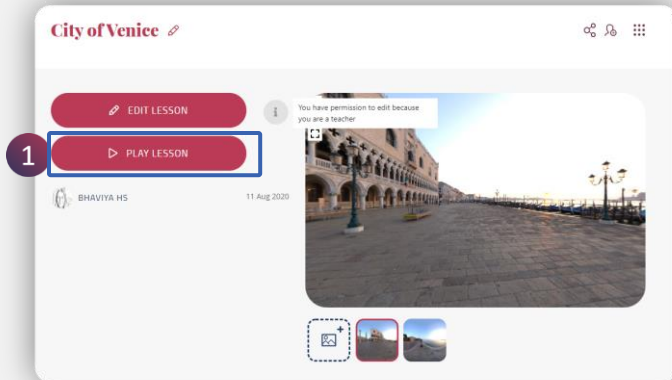 City of Venice
EDIT LESSON
i
You have permission to edit because
you are a teacher
1
PLAY LESSON
BHAVIYA HS
11 Aug 2020